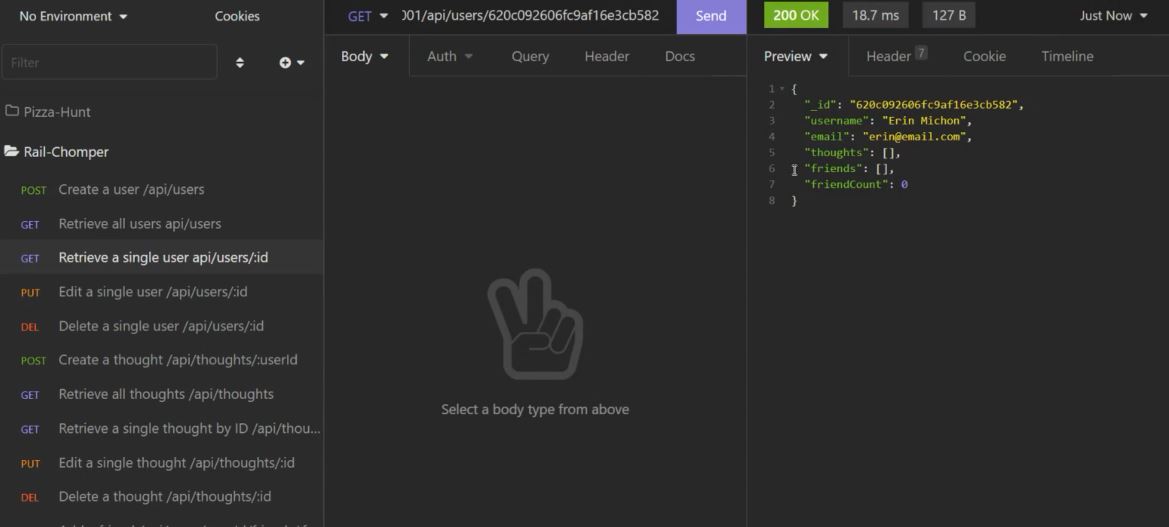 No Environment
Cookies
Filter
Pizza-Hunt
Rail-Chomper
POST Create a user /api/users
GET Retrieve all users api/users
GET Retrieve a single user api/users/:id
PUT Edit a single user /api/users/:id
DEL Delete a single user /api/users/:id
POST Create a thought /api/thoughts/:userId
GET Retrieve all thoughts /api/thoughts
GET Retrieve a single thought by ID /api/thou...
PUT Edit a single thought /api/thoughts/:id
DEL Delete a thought /api/thoughts/:id
GET 001/api/users/620c092606fc9af16e3cb582 Send
Body Auth Query Header Docs
Select a body type from above
200 OK 18.7 ms 127 B Just Now
Preview Header 7 Cookie Timeline
1 {
2 "_id": "620c092606fc9af16e3cb582",
3 "username": "Erin Michon",
4 "email": "erin@email.com",
5 "thoughts": [],
6 "friends": [],
7 "friendCount": 0
8 }